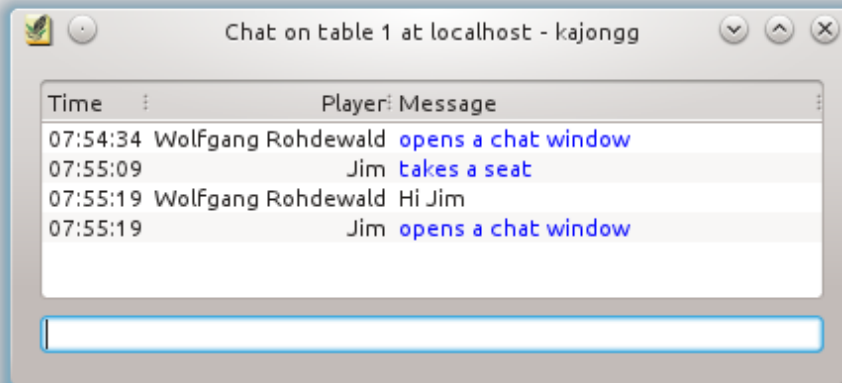 Chat on table 1 at localhost - kajongg
Time Player Message
07:54:34 Wolfgang Rohdewald opens a chat window
07:55:09 Jim takes a seat
07:55:19 Wolfgang Rohdewald Hi Jim
07:55:19 Jim opens a chat window